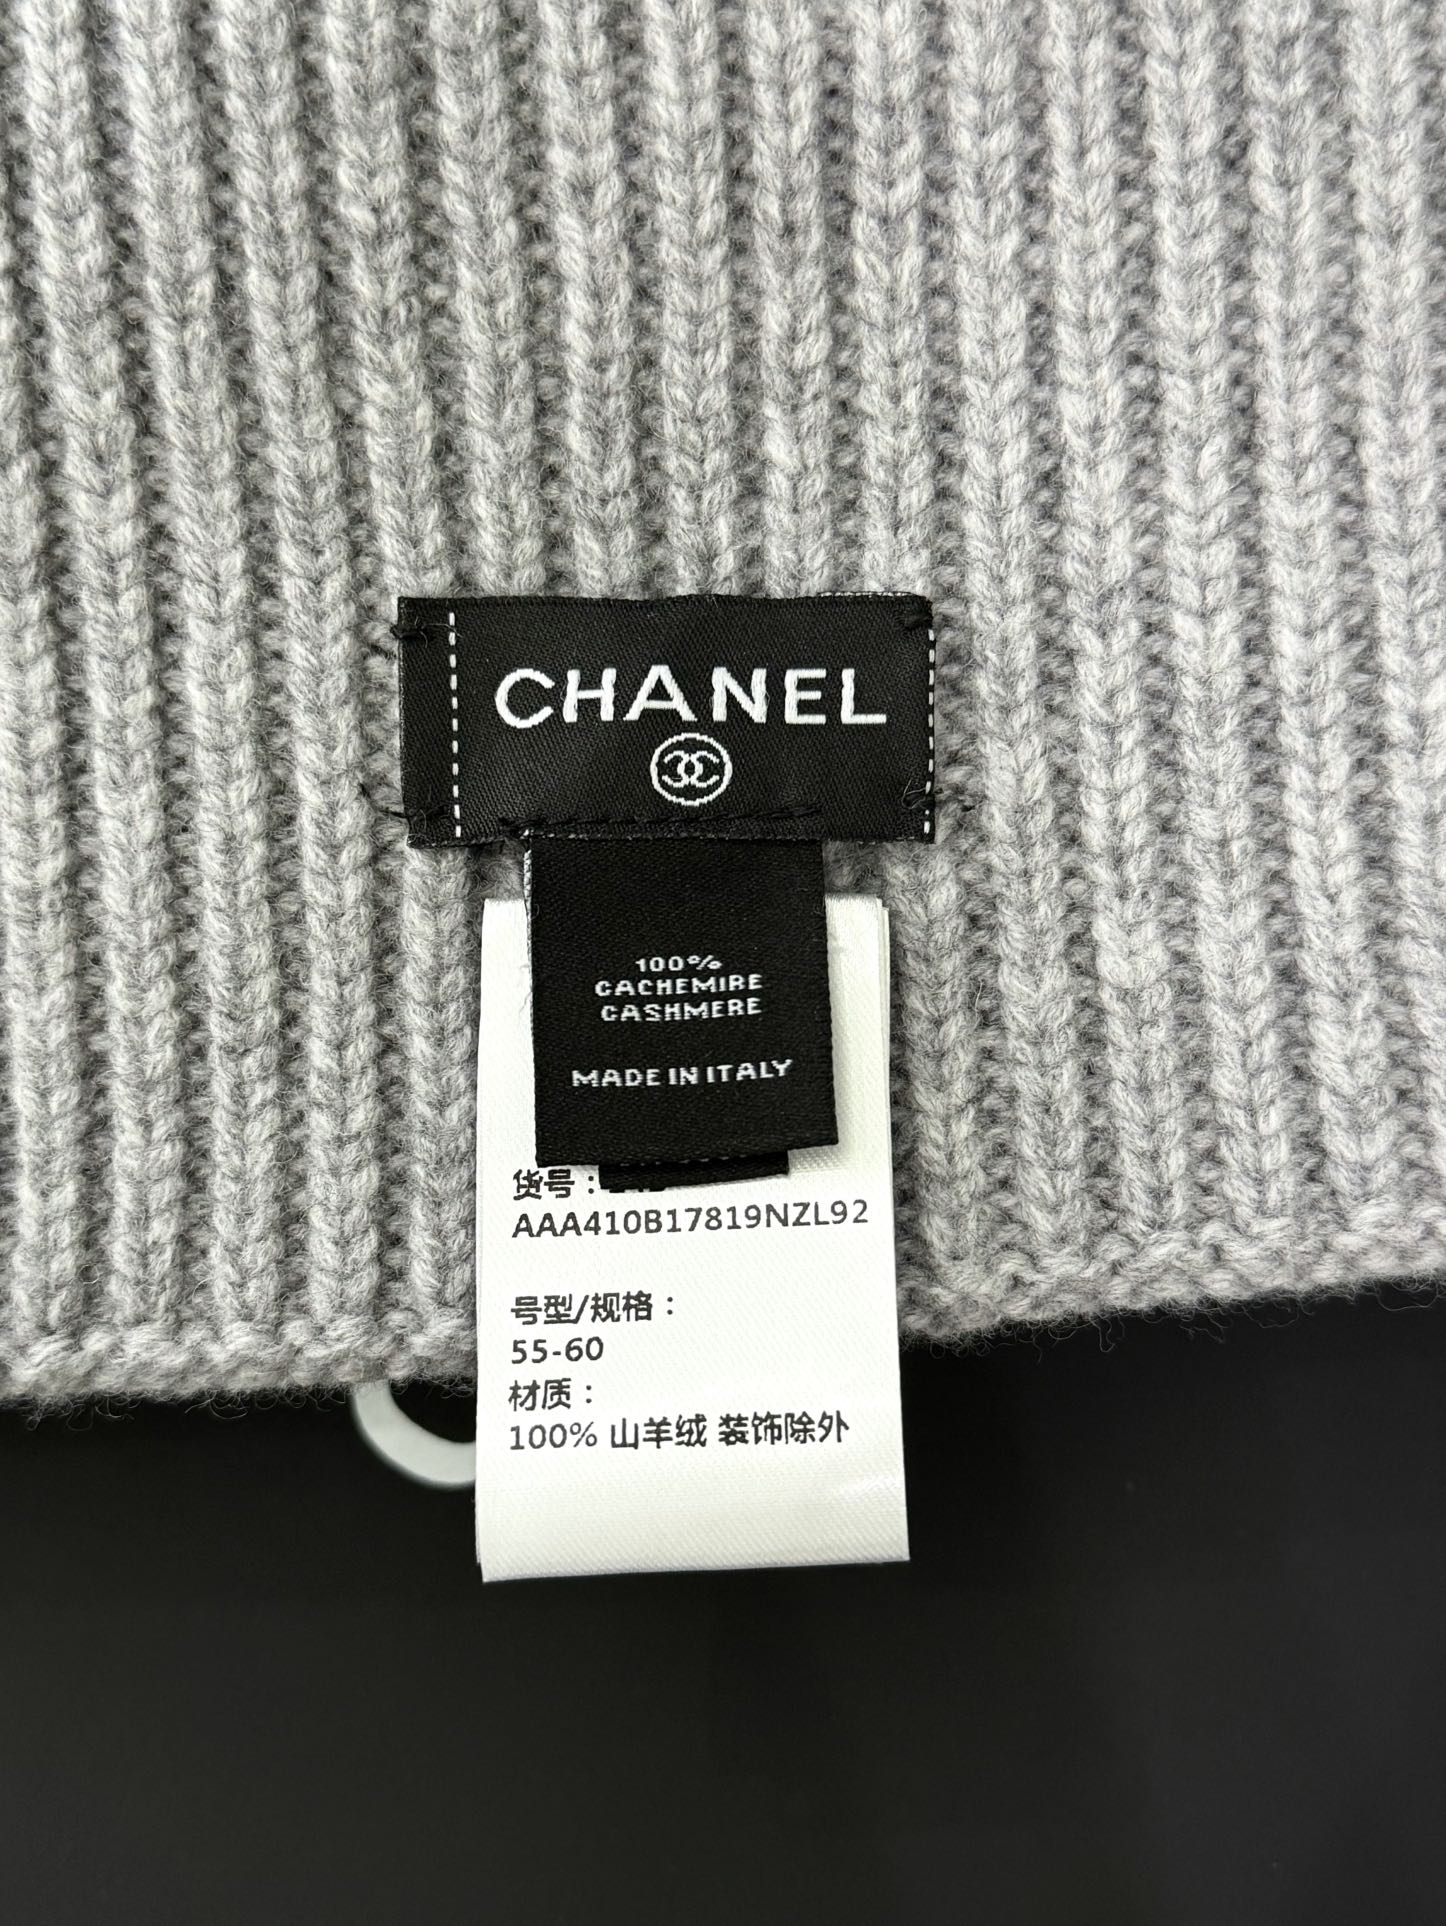 CHANEL
100%
CACHEMIRE
CASHMERE
MADE IN ITALY
货号：
AAA410B17819NZL92
号型/规格：
55-60
材质：
100% 山羊绒 装饰除外